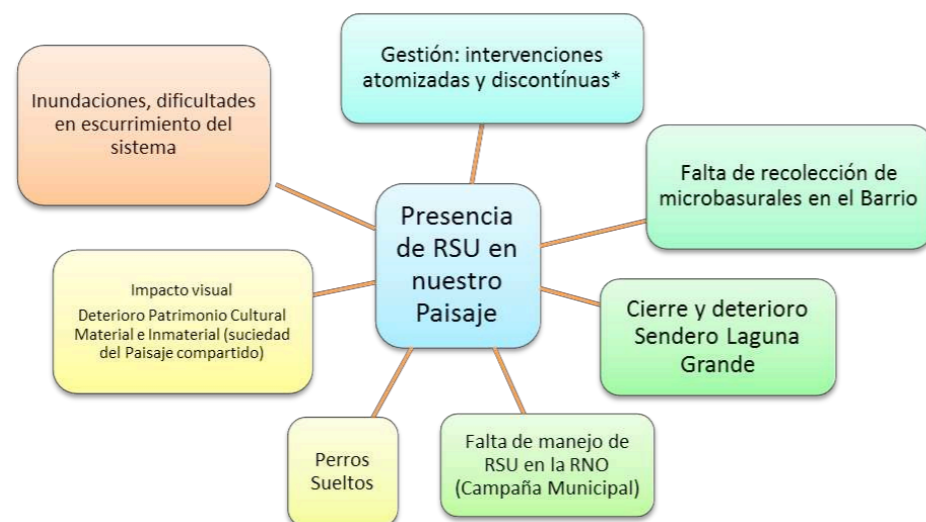 Gestión: intervenciones
atomizadas y discontínuas*
Inundaciones, dificultades
en escurrimiento del
sistema
Falta de recolección de
microbasurales en el Barrio
Presencia
de RSU en
nuestro
Paisaje
Impacto visual
Deterioro Patrimonio Cultural
Material e Inmaterial (suciedad
del Paisaje compartido)
Cierre y deterioro
Sendero Laguna
Grande
Perros
Sueltos
Falta de manejo de
RSU en la RNO
(Campaña Municipal)